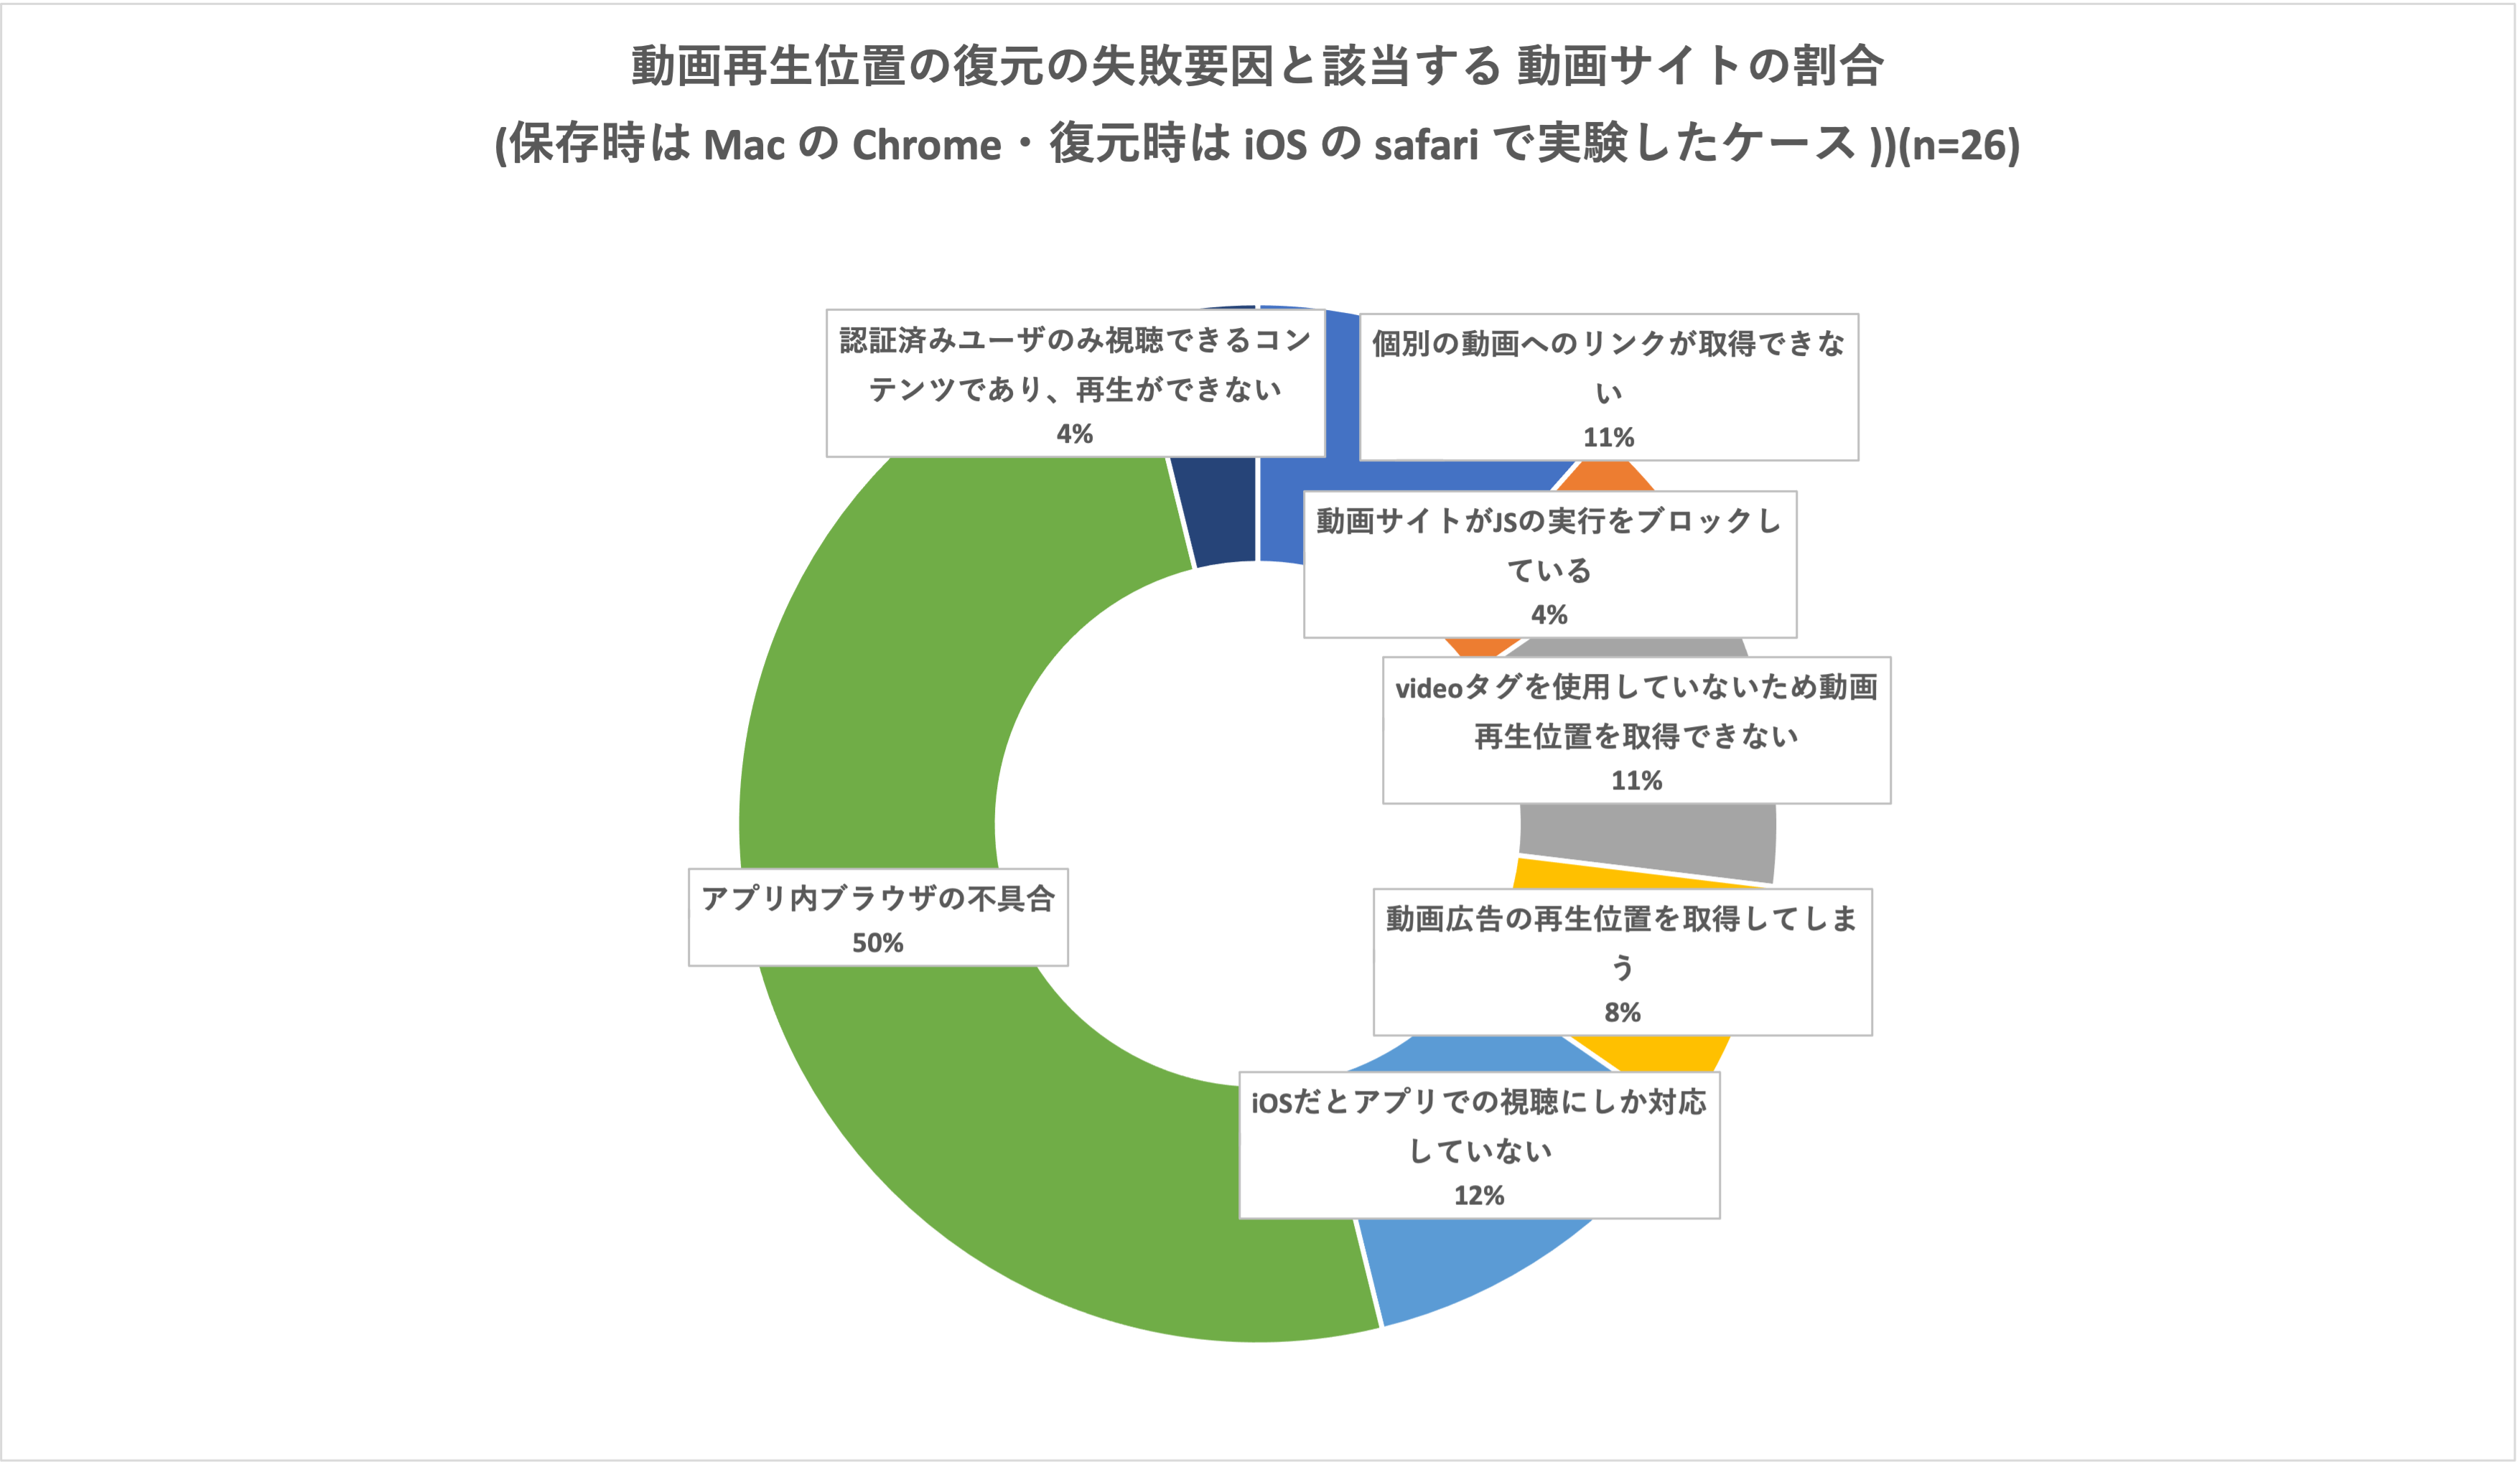 動画再生位置の復元の失敗要因と該当する 動画サイトの割合
(保存時は Mac の Chrome・復元時は iOS の safari で実験したケース ))(n=26)
認証済みユーザのみ視聴できるコン
テンツであり、再生ができない
4%
個別の動画へのリンクが取得できな
い
11%
動画サイトがJSの実行をブロックし
ている
4%
videoタグを使用していないため動画
再生位置を取得できない
11%
アプリ内ブラウザの不具合
50%
動画広告の再生位置を取得してしま
う
8%
iOSだとアプリでの視聴にしか対応
していない
12%